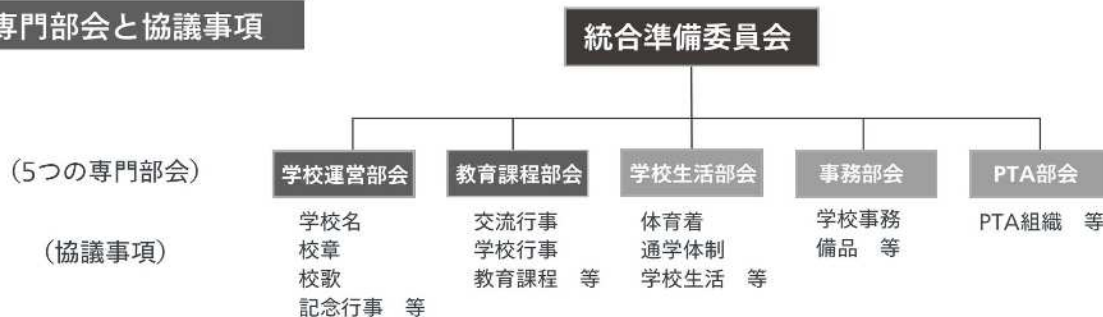 専門部会と協議事項
統合準備委員会
(5つの専門部会)
学校運営部会
教育課程部会
学校生活部会
事務部会
PTA部会
(協議事項)
学校名
校章
校歌
記念行事　等
交流行事
学校行事
教育課程　等
体育着
通学体制
学校生活　等
学校事務
備品　等
PTA組織　等